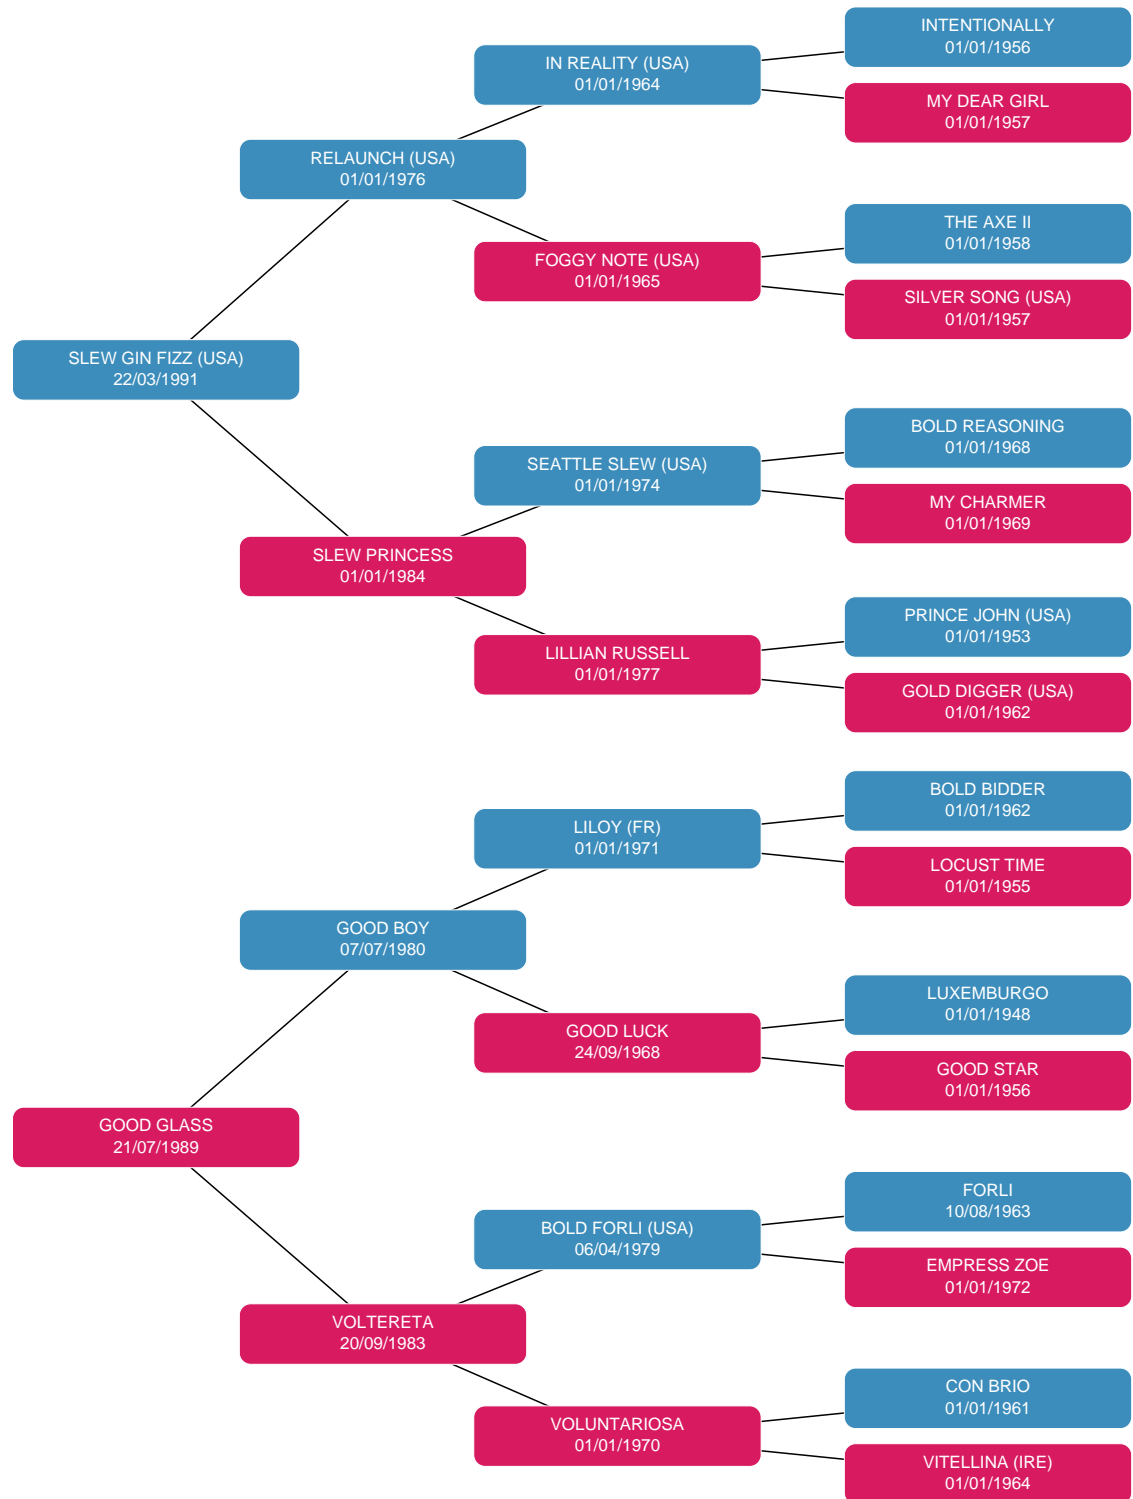 INTENTIONALLY
01/01/1956
IN REALITY (USA)
01/01/1964
MY DEAR GIRL
01/01/1957
RELAUNCH (USA)
01/01/1976
THE AXE II
01/01/1958
FOGGY NOTE (USA)
01/01/1965
SILVER SONG (USA)
01/01/1957
SLEW GIN FIZZ (USA)
22/03/1991
BOLD REASONING
01/01/1968
SEATTLE SLEW (USA)
01/01/1974
MY CHARMER
01/01/1969
SLEW PRINCESS
01/01/1984
PRINCE JOHN (USA)
01/01/1953
LILLIAN RUSSELL
01/01/1977
GOLD DIGGER (USA)
01/01/1962
BOLD BIDDER
01/01/1962
LILOY (FR)
01/01/1971
LOCUST TIME
01/01/1955
GOOD BOY
07/07/1980
LUXEMBURGO
01/01/1948
GOOD LUCK
24/09/1968
GOOD STAR
01/01/1956
GOOD GLASS
21/07/1989
FORLI
10/08/1963
BOLD FORLI (USA)
06/04/1979
EMPRESS ZOE
01/01/1972
VOLTERETA
20/09/1983
CON BRIO
01/01/1961
VOLUNTARIOSA
01/01/1970
VITELLINA (IRE)
01/01/1964